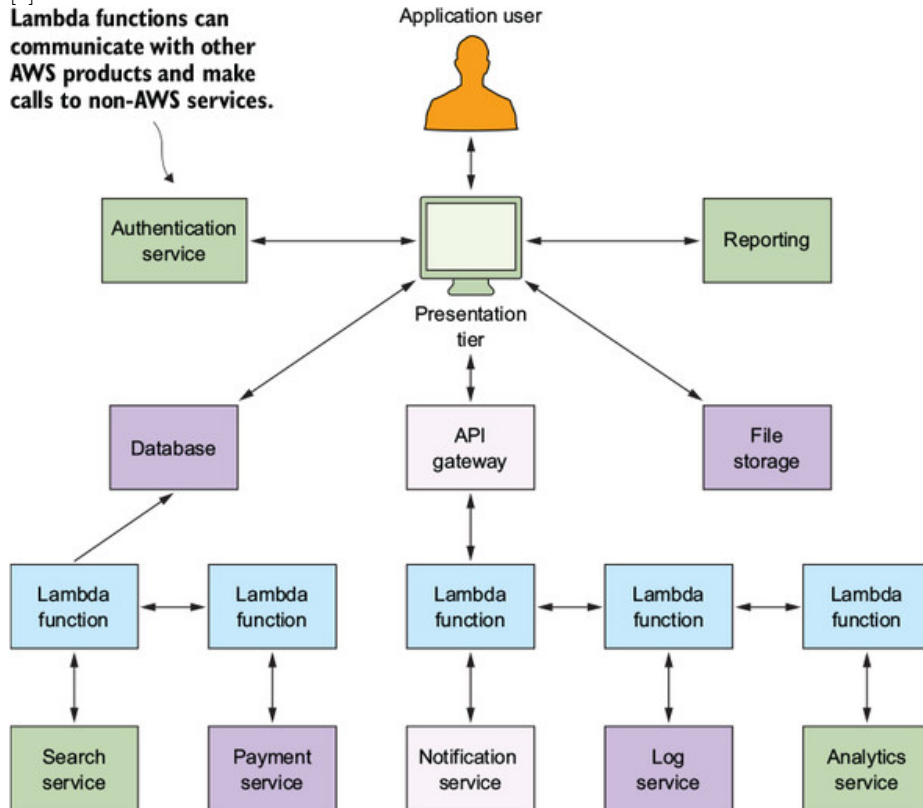 Lambda functions can
communicate with other
AWS products and make
calls to non-AWS services.
Application user
Authentication
service
Reporting
Presentation
tier
Database
API
gateway
File
storage
Lambda
function
Lambda
function
Lambda
function
Lambda
function
Lambda
function
Search
service
Payment
service
Notification
service
Log
service
Analytics
service